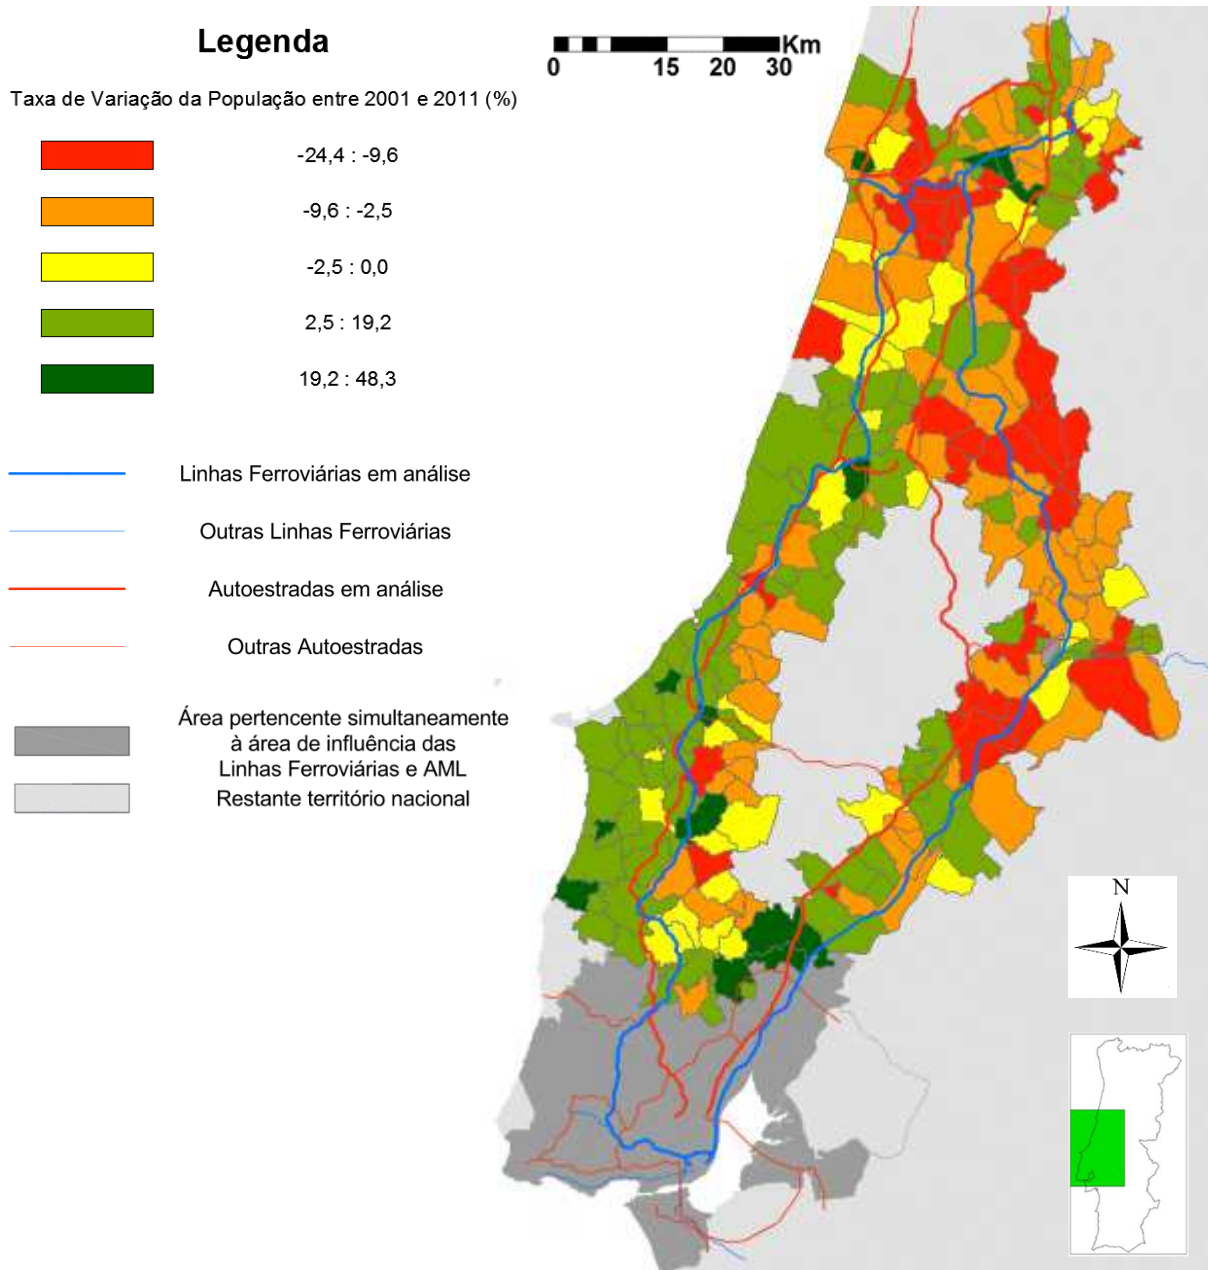 Legenda
Taxa de Variação da População entre 2001 e 2011 (%)
-24,4 : -9,6
-9,6 : -2,5
-2,5 : 0,0
2,5 : 19,2
19,2 : 48,3
Linhas Ferroviárias em análise
Outras Linhas Ferroviárias
Autoestradas em análise
Outras Autoestradas
Área pertencente simultaneamente
à área de influência das
Linhas Ferroviárias e AML
Restante território nacional
Km
0 15 20 30
N